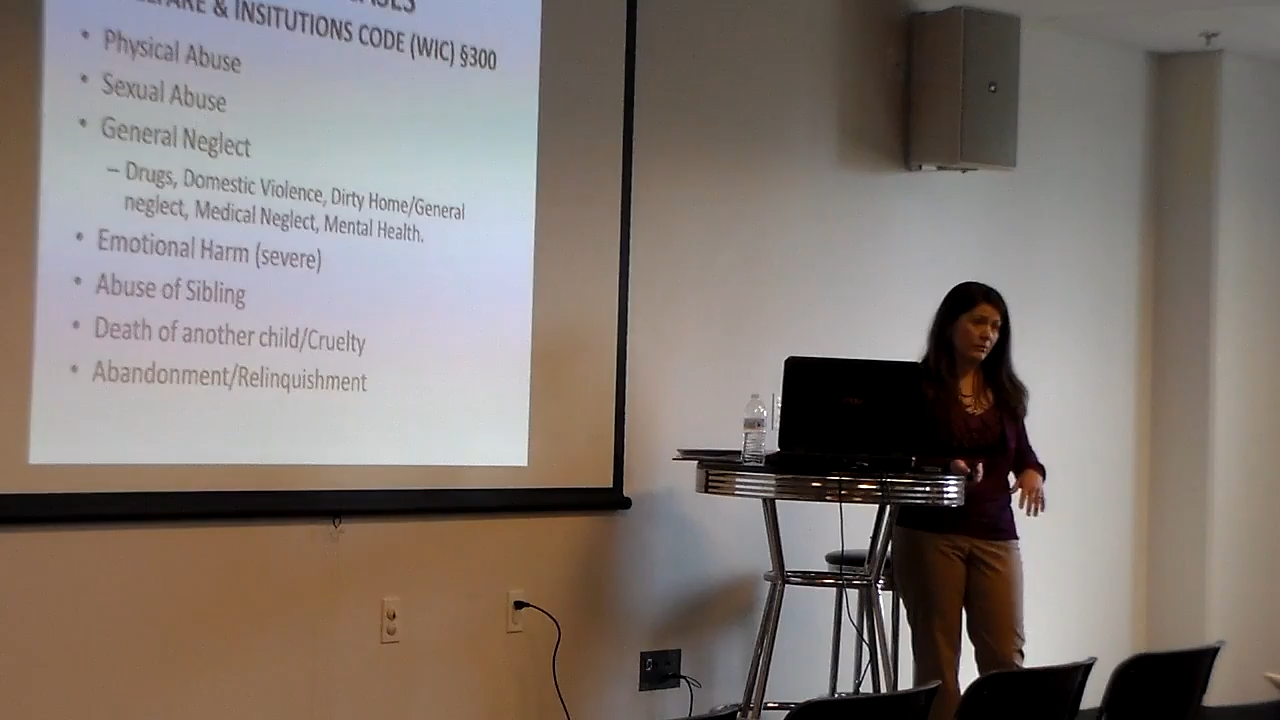 & INSITUTIONS CODE (WIC) §300
• Physical Abuse
• Sexual Abuse
• General Neglect
– Drugs, Domestic Violence, Dirty Home/General
neglect, Medical Neglect, Mental Health.
• Emotional Harm (severe)
• Abuse of Sibling
• Death of another child/Cruelty
• Abandonment/Relinquishment